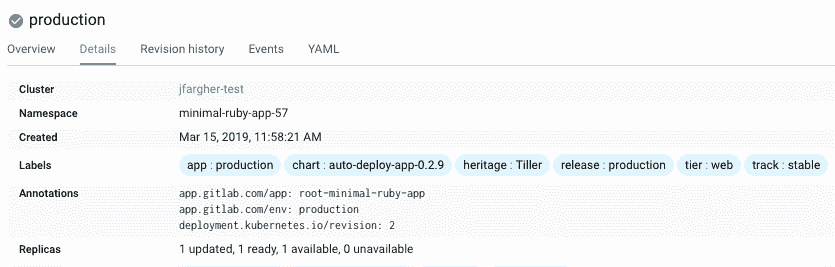 production
Overview Details Revision history Events YAML
Cluster jfargher-test
Namespace minimal-ruby-app-57
Created Mar 15, 2019, 11:58:21 AM
Labels app : production chart : auto-deploy-app-0.2.9 heritage : Tiller release : production tier : web track : stable
Annotations app.gitlab.com/app: root-minimal-ruby-app
app.gitlab.com/env: production
deployment.kubernetes.io/revision: 2
Replicas 1 updated, 1 ready, 1 available, 0 unavailable